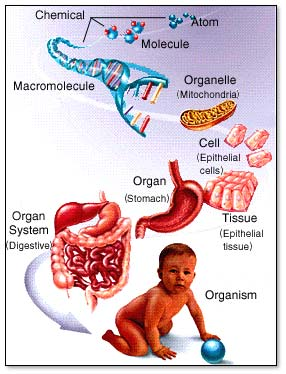 Chemical
Atom
Molecule
Macromolecule
Organelle
(Mitochondria)
Cell
(Epithelial
cells)
Organ
(Stomach)
Tissue
(Epithelial
tissue)
Organ
System
(Digestive)
Organism